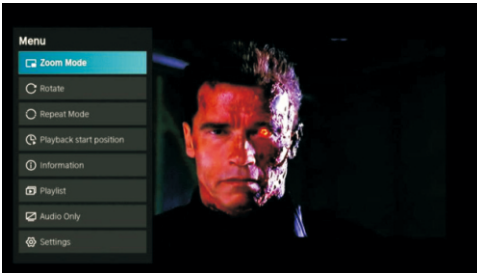 Menu
Zoom Mode
Rotate
Repeat Mode
Playback start position
Information
Playlist
Audio Only
Settings